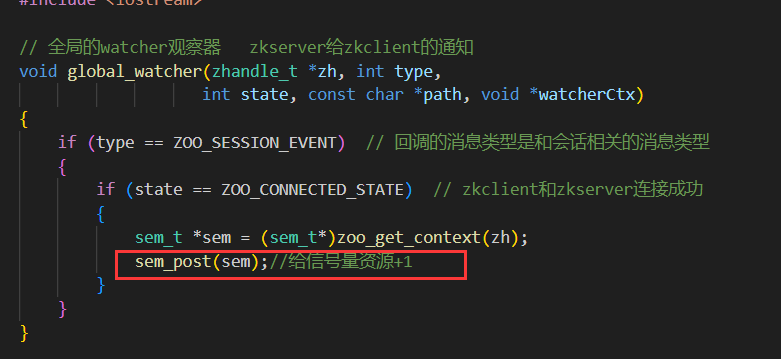 #include <iostream>
// 全局的watcher观察器   zkserver给zkclient的通知
void global_watcher(zhandle_t *zh, int type,
                    int state, const char *path, void *watcherCtx)
{
    if (type == ZOO_SESSION_EVENT)  // 回调的消息类型是和会话相关的消息类型
    {
        if (state == ZOO_CONNECTED_STATE)  // zkclient和zkserver连接成功
        {
            sem_t *sem = (sem_t*)zoo_get_context(zh);
            sem_post(sem);//给信号量资源+1
        }
    }
}